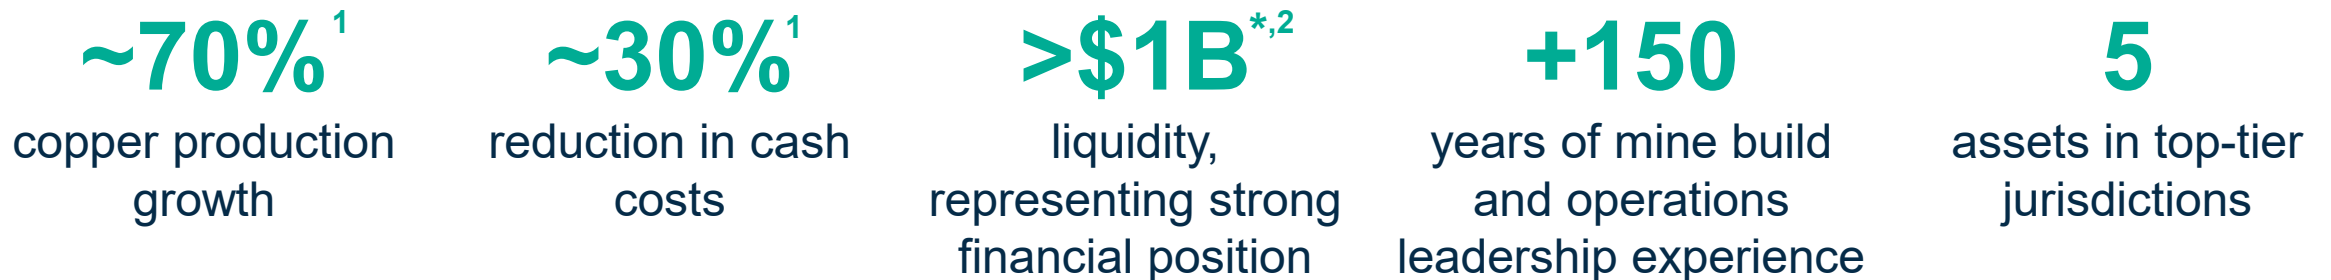 ~70%1
copper production
growth
~30%1
reduction in cash
costs
>$1B*,2
liquidity,
representing strong
financial position
+150
years of mine build
and operations
leadership experience
5
assets in top-tier
jurisdictions